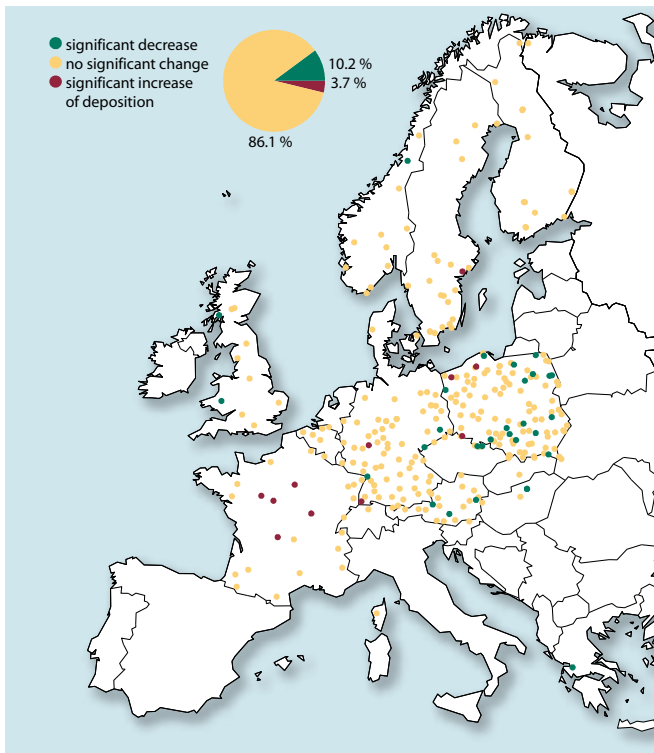 significant decrease
no significant change
significant increase
of deposition
10.2 %
3.7 %
86.1 %